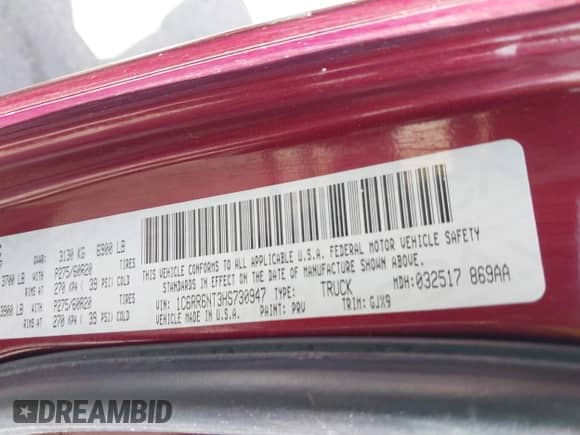 GVWR: 3130 KG 6900 LB
3700 LB WITH P275/60R20 TIRES
RIMS AT 270 KPA ( 39 PSI) COLD
3900 LB WITH P275/60R20 TIRES
RIMS AT 270 KPA ( 39 PSI) COLD
THIS VEHICLE CONFORMS TO ALL APPLICABLE U.S.A. FEDERAL MOTOR VEHICLE SAFETY
STANDARDS IN EFFECT ON THE DATE OF MANUFACTURE SHOWN ABOVE.
VIN: 1C6RR6NT3HS730947 TYPE: TRUCK MDH: 032517 869AA
VEHICLE MADE IN U.S.A. PAINT: PRV TRIM: GJX9
DREAMBID